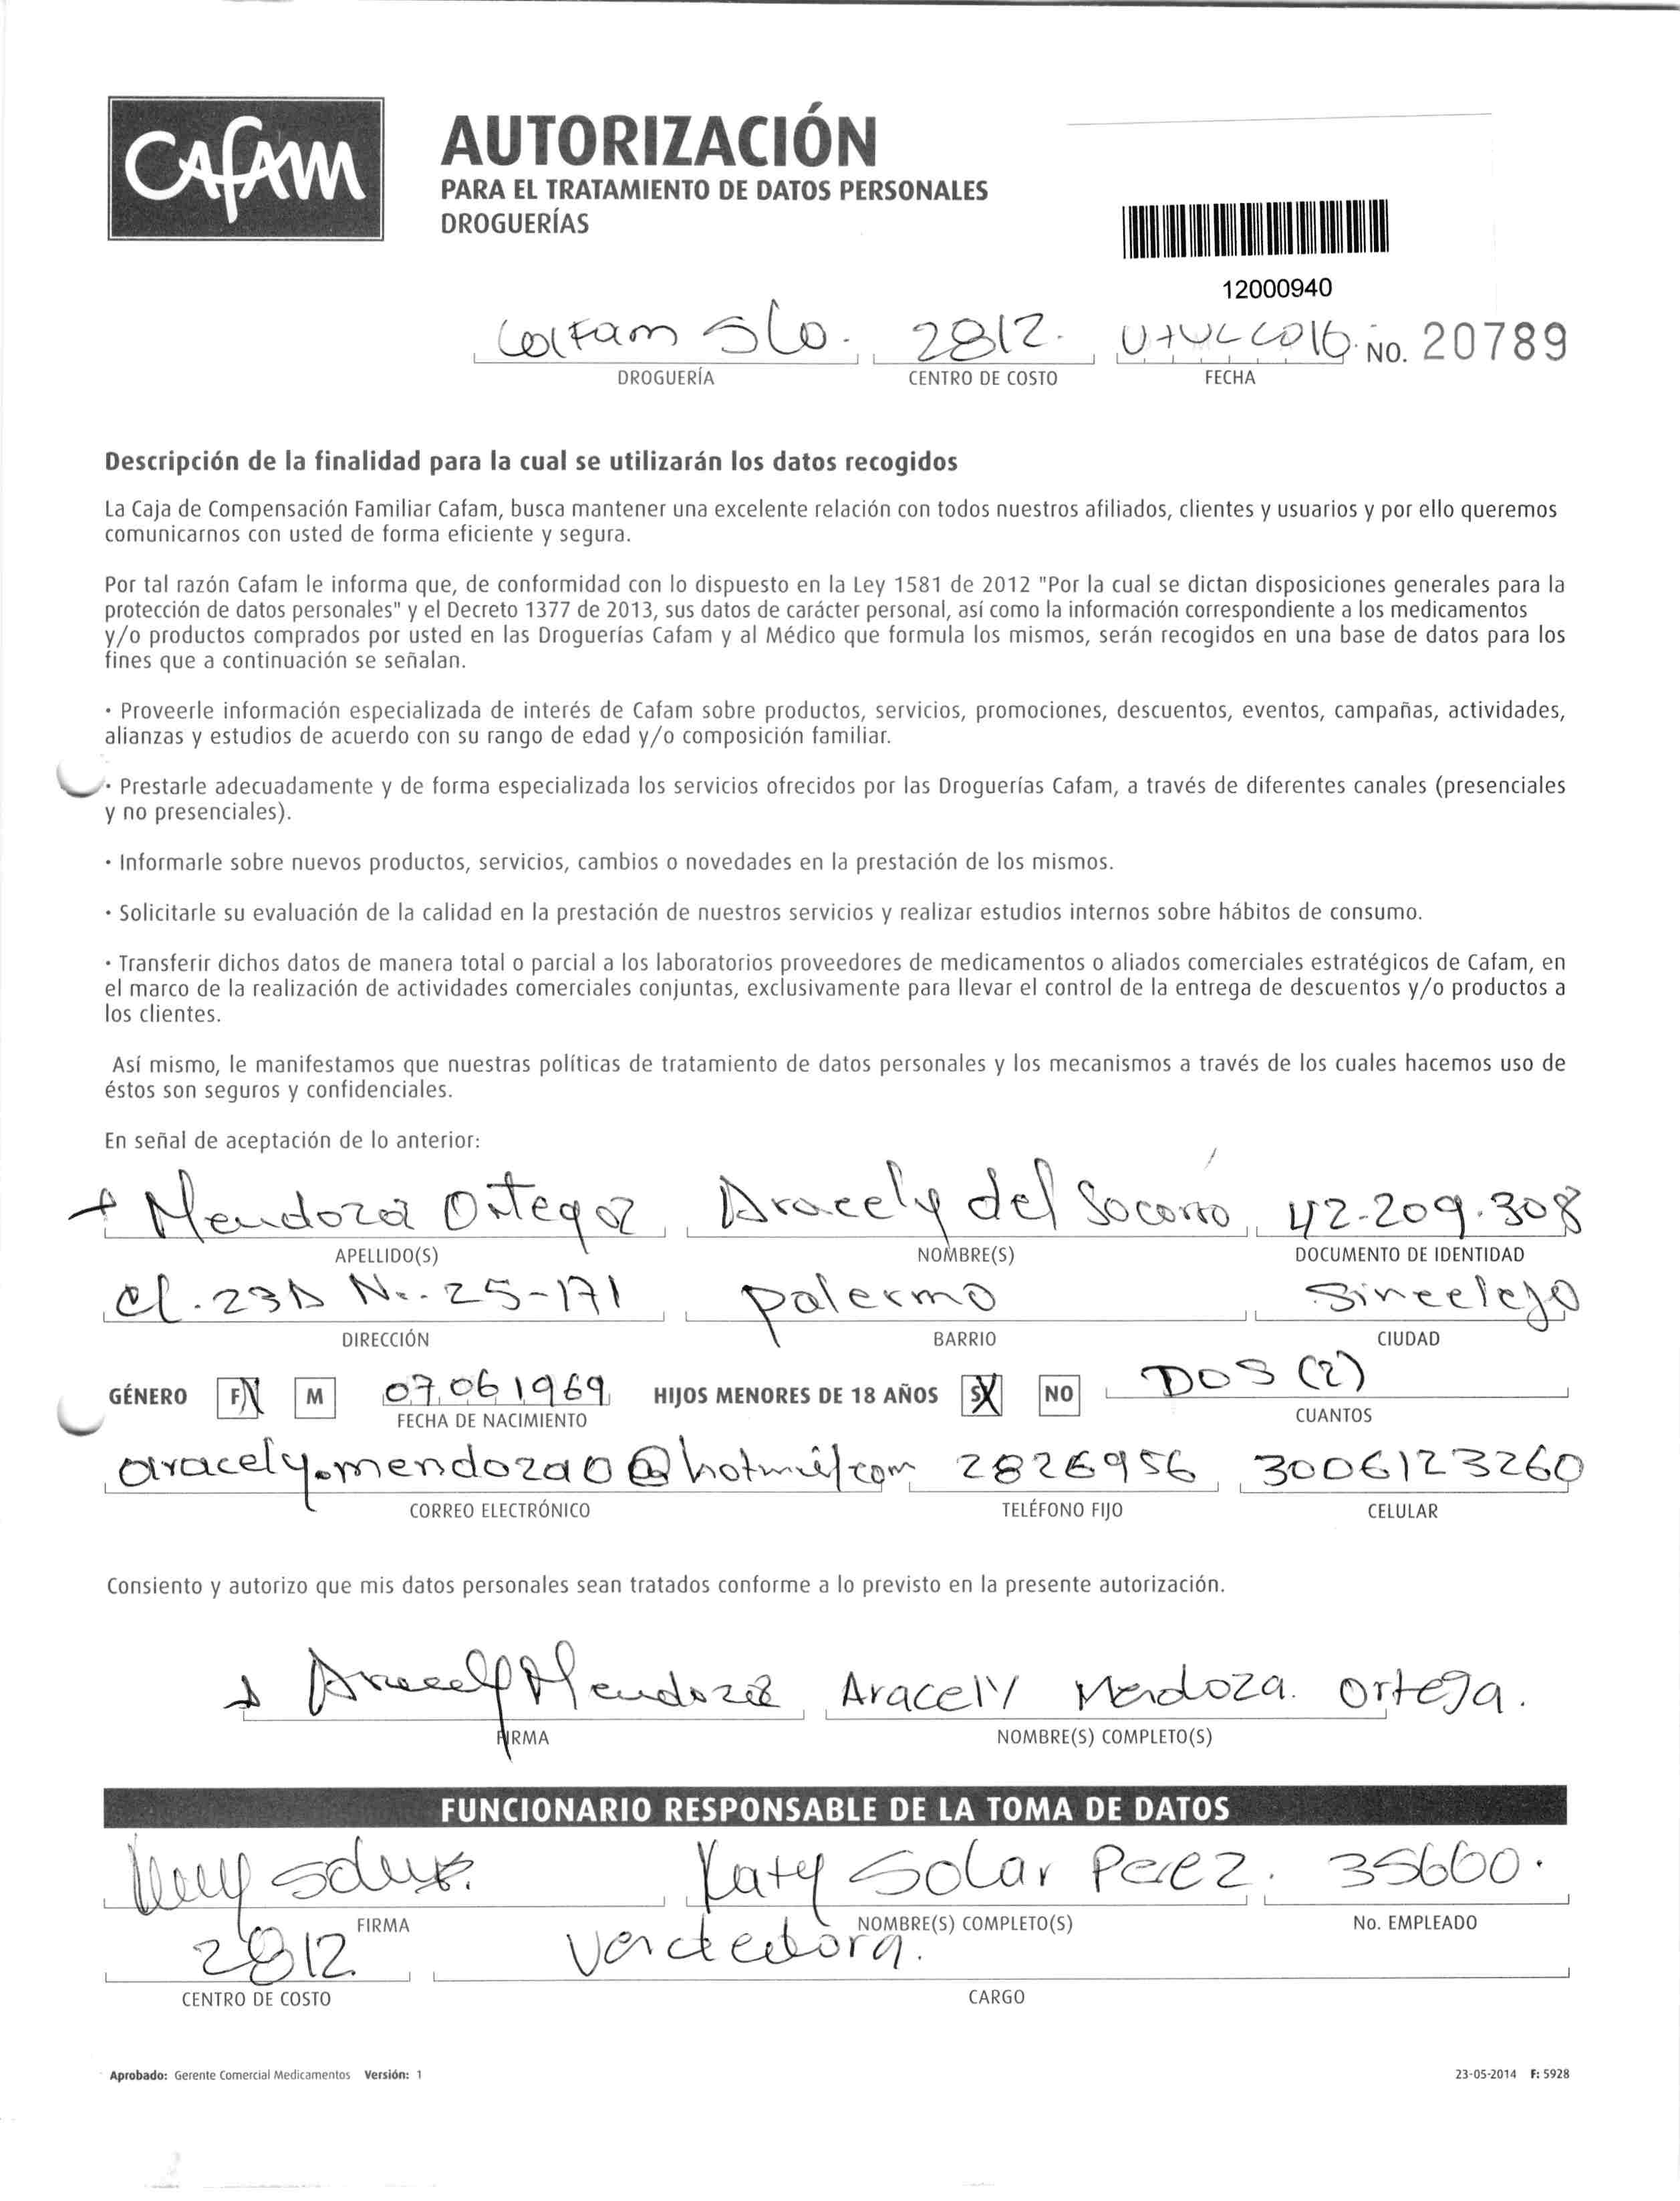 CAFAM
AUTORIZACIÓN
PARA EL TRATAMIENTO DE DATOS PERSONALES
DROGUERÍAS
12000940
Slo. 2812. No. 20789
DROGUERÍA CENTRO DE COSTO FECHA
Descripción de la finalidad para la cual se utilizarán los datos recogidos
La Caja de Compensación Familiar Cafam, busca mantener una excelente relación con todos nuestros afiliados, clientes y usuarios y por ello queremos
comunicarnos con usted de forma eficiente y segura.
Por tal razón Cafam le informa que, de conformidad con lo dispuesto en la Ley 1581 de 2012 "Por la cual se dictan disposiciones generales para la
protección de datos personales" y el Decreto 1377 de 2013, sus datos de carácter personal, así como la información correspondiente a los medicamentos
y/o productos comprados por usted en las Droguerías Cafam y al Médico que formula los mismos, serán recogidos en una base de datos para los
fines que a continuación se señalan.
· Proveerle información especializada de interés de Cafam sobre productos, servicios, promociones, descuentos, eventos, campañas, actividades,
alianzas y estudios de acuerdo con su rango de edad y/o composición familiar.
· Prestarle adecuadamente y de forma especializada los servicios ofrecidos por las Droguerías Cafam, a través de diferentes canales (presenciales
y no presenciales).
· Informarle sobre nuevos productos, servicios, cambios o novedades en la prestación de los mismos.
· Solicitarle su evaluación de la calidad en la prestación de nuestros servicios y realizar estudios internos sobre hábitos de consumo.
· Transferir dichos datos de manera total o parcial a los laboratorios proveedores de medicamentos o aliados comerciales estratégicos de Cafam, en
el marco de la realización de actividades comerciales conjuntas, exclusivamente para llevar el control de la entrega de descuentos y/o productos a
los clientes.
Así mismo, le manifestamos que nuestras políticas de tratamiento de datos personales y los mecanismos a través de los cuales hacemos uso de
éstos son seguros y confidenciales.
En señal de aceptación de lo anterior:
Mendoza Ortega Aracely del Socorro 42.209.308
APELLIDO(S) NOMBRE(S) DOCUMENTO DE IDENTIDAD
cl. 23A No. 25-171 palermo Sincelejo
DIRECCIÓN BARRIO CIUDAD
GÉNERO F X M 07 06 1969 HIJOS MENORES DE 18 AÑOS SI X NO DOS (2)
FECHA DE NACIMIENTO CUANTOS
aracely.mendoza0@hotmail.com 2826956 3006123260
CORREO ELECTRÓNICO TELÉFONO FIJO CELULAR
Consiento y autorizo que mis datos personales sean tratados conforme a lo previsto en la presente autorización.
Aracely Mendoza Aracely Mendoza. Ortega.
FIRMA NOMBRE(S) COMPLETO(S)
FUNCIONARIO RESPONSABLE DE LA TOMA DE DATOS
Katy Solar Perez. 35660.
FIRMA NOMBRE(S) COMPLETO(S) No. EMPLEADO
2812 Vendedora.
CENTRO DE COSTO CARGO
Aprobado: Gerente Comercial Medicamentos Versión: 1 23-05-2014 F: 5928